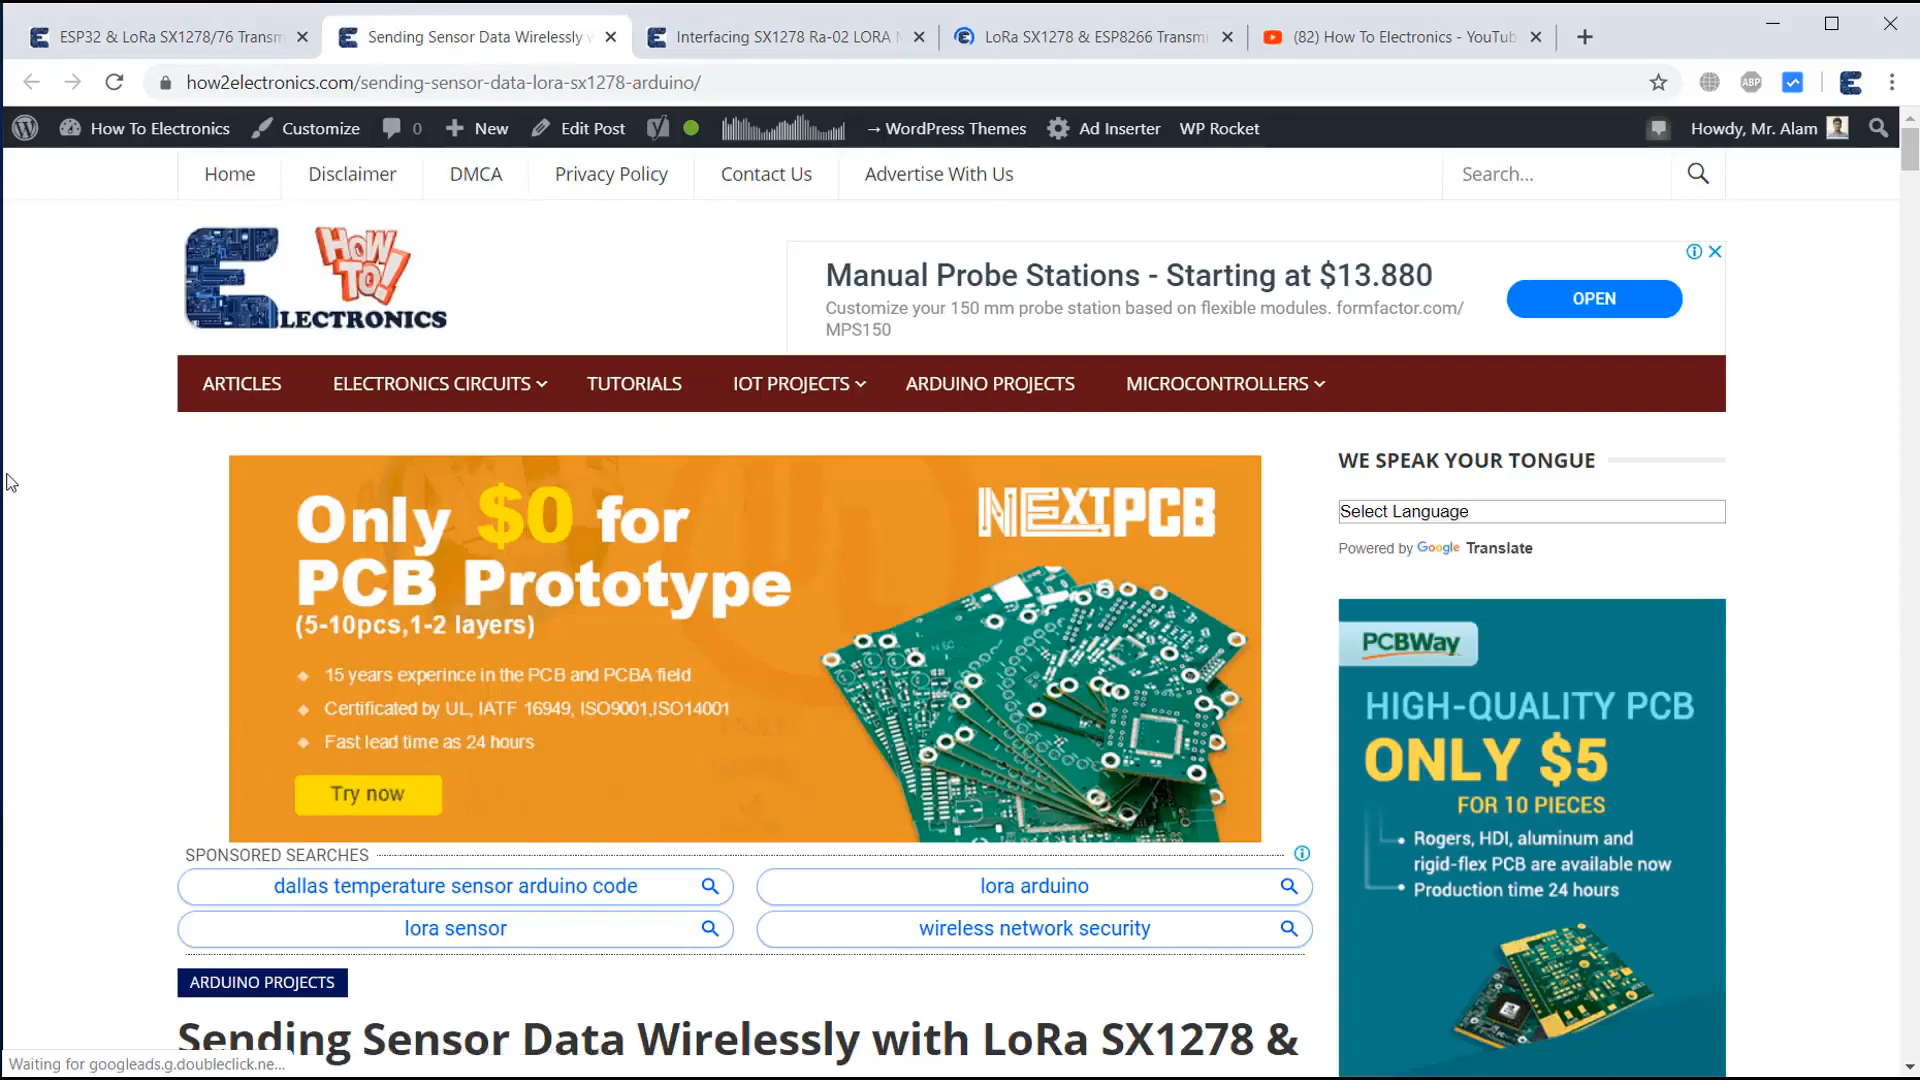 ESP32 & LoRa SX1278/76 Transm
Sending Sensor Data Wirelessly
Interfacing SX1278 Ra-02 LORA
LoRa SX1278 & ESP8266 Transmi
(82) How To Electronics - YouTub
how2electronics.com/sending-sensor-data-lora-sx1278-arduino/
ABP
How To Electronics
Customize
0
New
Edit Post
→ WordPress Themes
Ad Inserter
WP Rocket
Howdy, Mr. Alam
Home
Disclaimer
DMCA
Privacy Policy
Contact Us
Advertise With Us
Search...
HOW TO!
ELECTRONICS
Manual Probe Stations - Starting at $13.880
Customize your 150 mm probe station based on flexible modules. formfactor.com/
MPS150
OPEN
ARTICLES
ELECTRONICS CIRCUITS
TUTORIALS
IOT PROJECTS
ARDUINO PROJECTS
MICROCONTROLLERS
Only $0 for
PCB Prototype
(5-10pcs,1-2 layers)
15 years experince in the PCB and PCBA field
Certificated by UL, IATF 16949, ISO9001,ISO14001
Fast lead time as 24 hours
Try now
NEXTPCB
WE SPEAK YOUR TONGUE
Select Language
Powered by Google Translate
PCBWay
HIGH-QUALITY PCB
ONLY $5
FOR 10 PIECES
Rogers, HDI, aluminum and
rigid-flex PCB are available now
Production time 24 hours
SPONSORED SEARCHES
dallas temperature sensor arduino code
lora arduino
lora sensor
wireless network security
ARDUINO PROJECTS
Sending Sensor Data Wirelessly with LoRa SX1278 &
Waiting for googleads.g.doubleclick.ne...